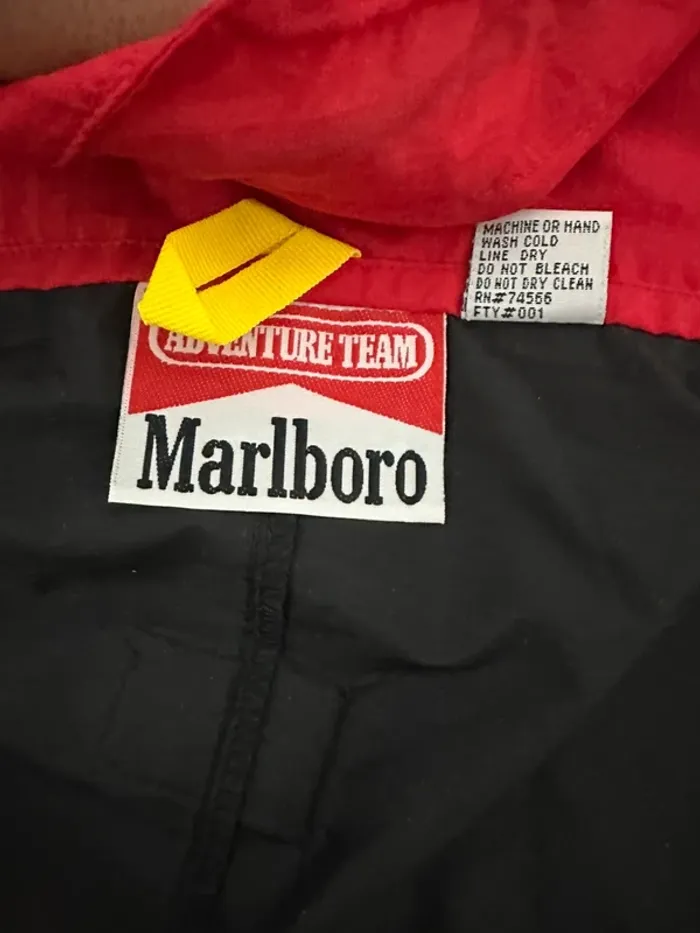 MACHINE OR HAND
WASH COLD
LINE DRY
DO NOT BLEACH
DO NOT DRY CLEAN
RN#74566
FTY#001
ADVENTURE TEAM
Marlboro